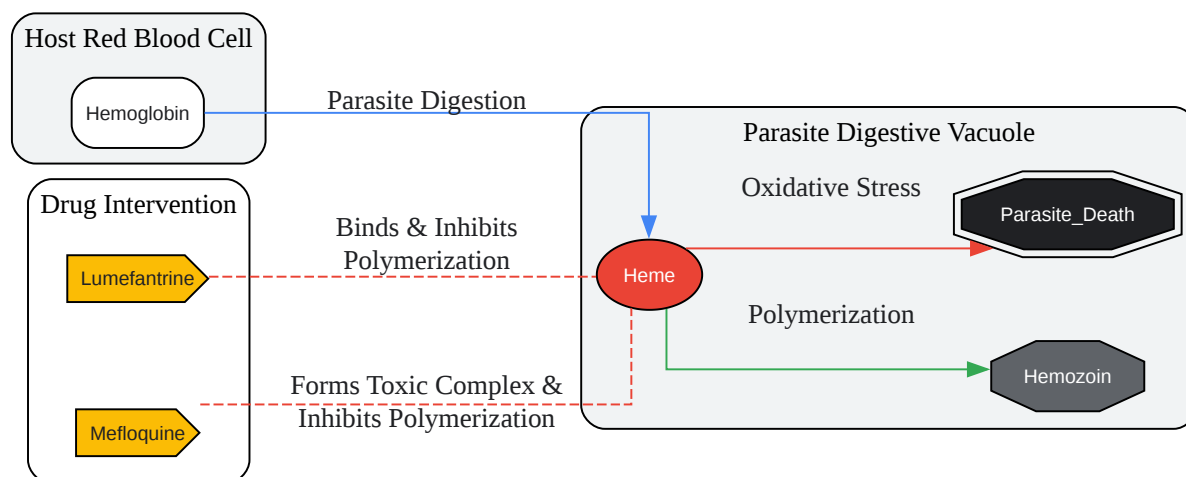 Host Red Blood Cell
Hemoglobin
Parasite Digestion
Parasite Digestive Vacuole
Oxidative Stress
Parasite_Death
Drug Intervention
Binds & Inhibits
Polymerization
Lumefantrine
Heme
Polymerization
Hemozoin
Forms Toxic Complex &
Inhibits Polymerization
Mefloquine